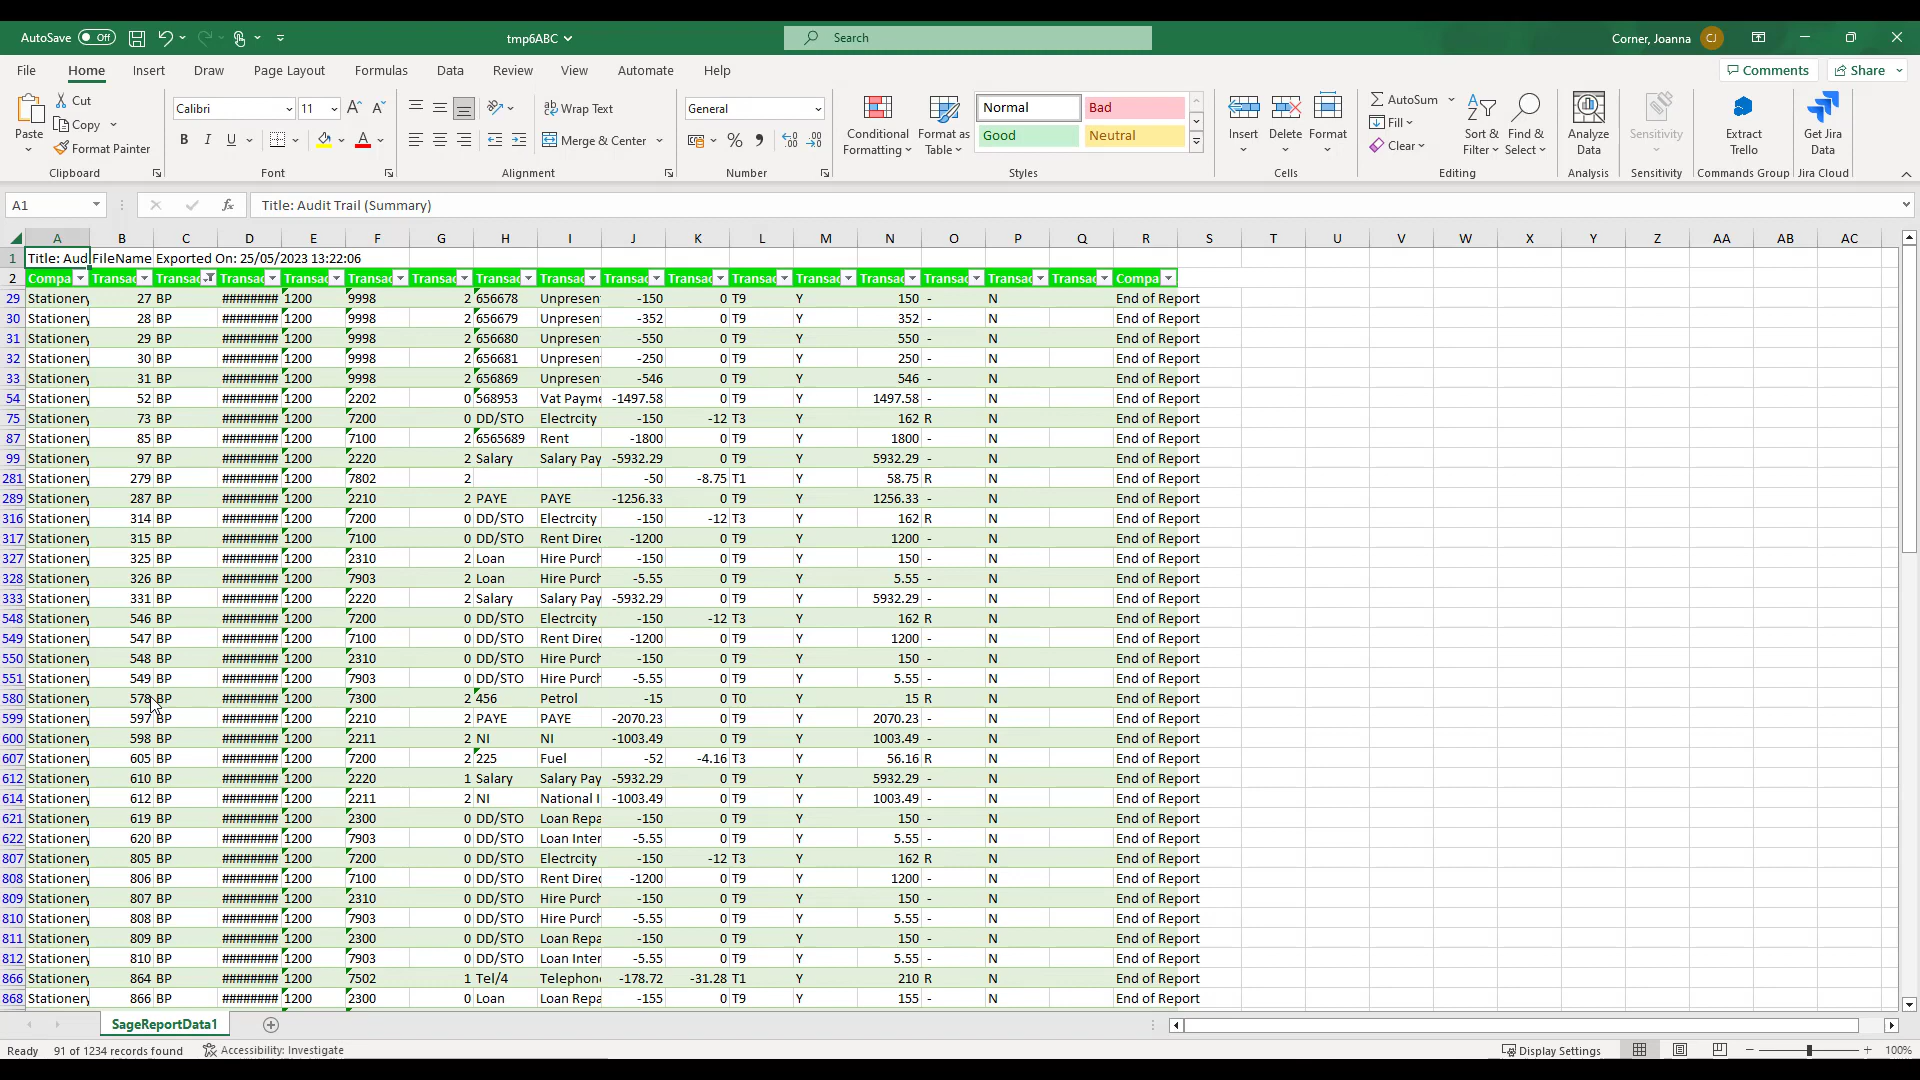 AutoSave Off tmp6ABC Search Corner, Joanna CJ
File Home Insert Draw Page Layout Formulas Data Review View Automate Help Comments Share
Paste Cut Copy Format Painter Clipboard
Calibri 11 B I U Font
Wrap Text Merge & Center Alignment
General % Number
Conditional Formatting Format as Table Normal Bad Good Neutral Styles
Insert Delete Format Cells
AutoSum Fill Clear Sort & Filter Find & Select Editing
Analyze Data Analysis Sensitivity Sensitivity Extract Trello Commands Group Get Jira Data Jira Cloud
A1 fx Title: Audit Trail (Summary)
A B C D E F G H I J K L M N O P Q R S T U V W X Y Z AA AB AC
1 Title: Aud FileName Exported On: 25/05/2023 13:22:06
2 Compa Transac Transac Transac Transac Transac Transac Transac Transac Transac Transac Transac Transac Transac Transac Transac Transac Compa
29 Stationery 27 BP ######## 1200 9998 2 656678 Unpresen -150 0 T9 Y 150 - N End of Report
30 Stationery 28 BP ######## 1200 9998 2 656679 Unpresen -352 0 T9 Y 352 - N End of Report
31 Stationery 29 BP ######## 1200 9998 2 656680 Unpresen -550 0 T9 Y 550 - N End of Report
32 Stationery 30 BP ######## 1200 9998 2 656681 Unpresen -250 0 T9 Y 250 - N End of Report
33 Stationery 31 BP ######## 1200 9998 2 656869 Unpresen -546 0 T9 Y 546 - N End of Report
54 Stationery 52 BP ######## 1200 2202 0 568953 Vat Payme -1497.58 0 T9 Y 1497.58 - N End of Report
75 Stationery 73 BP ######## 1200 7200 0 DD/STO Electrcity -150 -12 T3 Y 162 R N End of Report
87 Stationery 85 BP ######## 1200 7100 2 6565689 Rent -1800 0 T9 Y 1800 - N End of Report
99 Stationery 97 BP ######## 1200 2220 2 Salary Salary Pay -5932.29 0 T9 Y 5932.29 - N End of Report
281 Stationery 279 BP ######## 1200 7802 2 -50 -8.75 T1 Y 58.75 R N End of Report
289 Stationery 287 BP ######## 1200 2210 2 PAYE PAYE -1256.33 0 T9 Y 1256.33 - N End of Report
316 Stationery 314 BP ######## 1200 7200 0 DD/STO Electrcity -150 -12 T3 Y 162 R N End of Report
317 Stationery 315 BP ######## 1200 7100 0 DD/STO Rent Direc -1200 0 T9 Y 1200 - N End of Report
327 Stationery 325 BP ######## 1200 2310 2 Loan Hire Purch -150 0 T9 Y 150 - N End of Report
328 Stationery 326 BP ######## 1200 7903 2 Loan Hire Purch -5.55 0 T9 Y 5.55 - N End of Report
333 Stationery 331 BP ######## 1200 2220 2 Salary Salary Pay -5932.29 0 T9 Y 5932.29 - N End of Report
548 Stationery 546 BP ######## 1200 7200 0 DD/STO Electrcity -150 -12 T3 Y 162 R N End of Report
549 Stationery 547 BP ######## 1200 7100 0 DD/STO Rent Direc -1200 0 T9 Y 1200 - N End of Report
550 Stationery 548 BP ######## 1200 2310 0 DD/STO Hire Purch -150 0 T9 Y 150 - N End of Report
551 Stationery 549 BP ######## 1200 7903 0 DD/STO Hire Purch -5.55 0 T9 Y 5.55 - N End of Report
580 Stationery 578 BP ######## 1200 7300 2 456 Petrol -15 0 T0 Y 15 R N End of Report
599 Stationery 597 BP ######## 1200 2210 2 PAYE PAYE -2070.23 0 T9 Y 2070.23 - N End of Report
600 Stationery 598 BP ######## 1200 2211 2 NI NI -1003.49 0 T9 Y 1003.49 - N End of Report
607 Stationery 605 BP ######## 1200 7200 2 225 Fuel -52 -4.16 T3 Y 56.16 R N End of Report
612 Stationery 610 BP ######## 1200 2220 1 Salary Salary Pay -5932.29 0 T9 Y 5932.29 - N End of Report
614 Stationery 612 BP ######## 1200 2211 2 NI National I -1003.49 0 T9 Y 1003.49 - N End of Report
621 Stationery 619 BP ######## 1200 2300 0 DD/STO Loan Repa -150 0 T9 Y 150 - N End of Report
622 Stationery 620 BP ######## 1200 7903 0 DD/STO Loan Inter -5.55 0 T9 Y 5.55 - N End of Report
807 Stationery 805 BP ######## 1200 7200 0 DD/STO Electrcity -150 -12 T3 Y 162 R N End of Report
808 Stationery 806 BP ######## 1200 7100 0 DD/STO Rent Direc -1200 0 T9 Y 1200 - N End of Report
809 Stationery 807 BP ######## 1200 2310 0 DD/STO Hire Purch -150 0 T9 Y 150 - N End of Report
810 Stationery 808 BP ######## 1200 7903 0 DD/STO Hire Purch -5.55 0 T9 Y 5.55 - N End of Report
811 Stationery 809 BP ######## 1200 2300 0 DD/STO Loan Repa -150 0 T9 Y 150 - N End of Report
812 Stationery 810 BP ######## 1200 7903 0 DD/STO Loan Inter -5.55 0 T9 Y 5.55 - N End of Report
866 Stationery 864 BP ######## 1200 7502 1 Tel/4 Telephone -178.72 -31.28 T1 Y 210 R N End of Report
868 Stationery 866 BP ######## 1200 2300 0 Loan Loan Repa -155 0 T9 Y 155 - N End of Report
SageReportData1
Ready 91 of 1234 records found Accessibility: Investigate Display Settings 100%